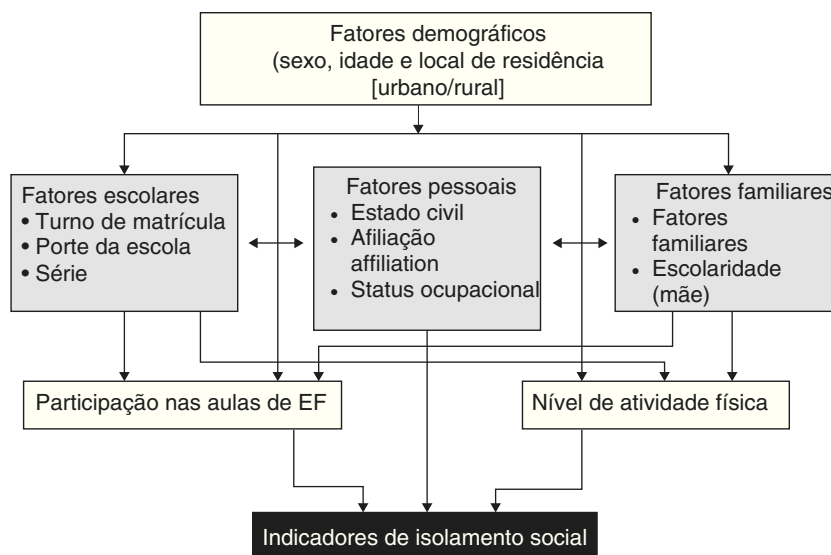 Fatores demográficos
(sexo, idade e local de residência
[urbano/rural]
Fatores escolares
• Turno de matrícula
• Porte da escola
• Série
Fatores pessoais
• Estado civil
• Afiliação
affiliation
• Status ocupacional
Fatores familiares
• Fatores
familiares
• Escolaridade
(mãe)
Participação nas aulas de EF
Nível de atividade física
Indicadores de isolamento social